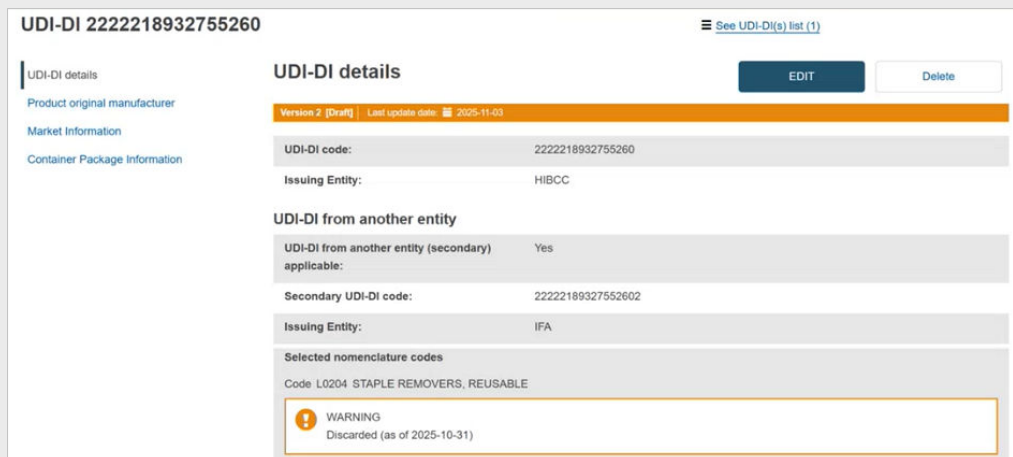 UDI-DI 2222218932755260
See UDI-DI(s) list (1)
UDI-DI details
Product original manufacturer
Market Information
Container Package Information
UDI-DI details
EDIT
Delete
Version 2 [Draft] Last update date: 2025-11-03
UDI-DI code: 2222218932755260
Issuing Entity: HIBCC
UDI-DI from another entity
UDI-DI from another entity (secondary) Yes
applicable:
Secondary UDI-DI code: 22222189327552602
Issuing Entity: IFA
Selected nomenclature codes
Code L0204 STAPLE REMOVERS, REUSABLE
WARNING
Discarded (as of 2025-10-31)